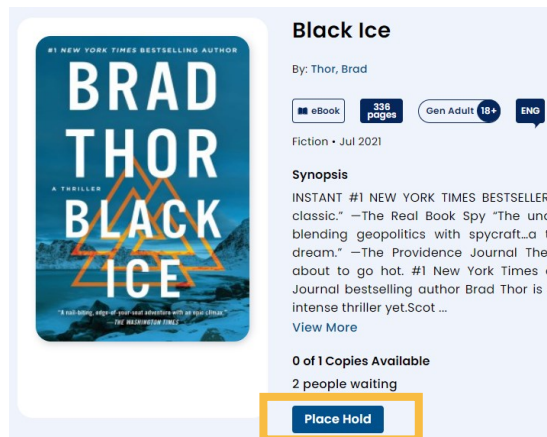 #1 NEW YORK TIMES BESTSELLING AUTHOR
BRAD
THOR
A THRILLER
BLACK
ICE
"A nail-biting, edge-of-your-seat adventure with an epic climax."
—THE WASHINGTON TIMES
Black Ice
By: Thor, Brad
eBook
336 pages
Gen Adult 18+
ENG
Fiction • Jul 2021
Synopsis
INSTANT #1 NEW YORK TIMES BESTSELLER
classic." —The Real Book Spy "The
blending geopolitics with spycraft…a
dream." —The Providence Journal The
about to go hot. #1 New York Times
Journal bestselling author Brad Thor is
intense thriller yet.Scot ...
View More
0 of 1 Copies Available
2 people waiting
Place Hold